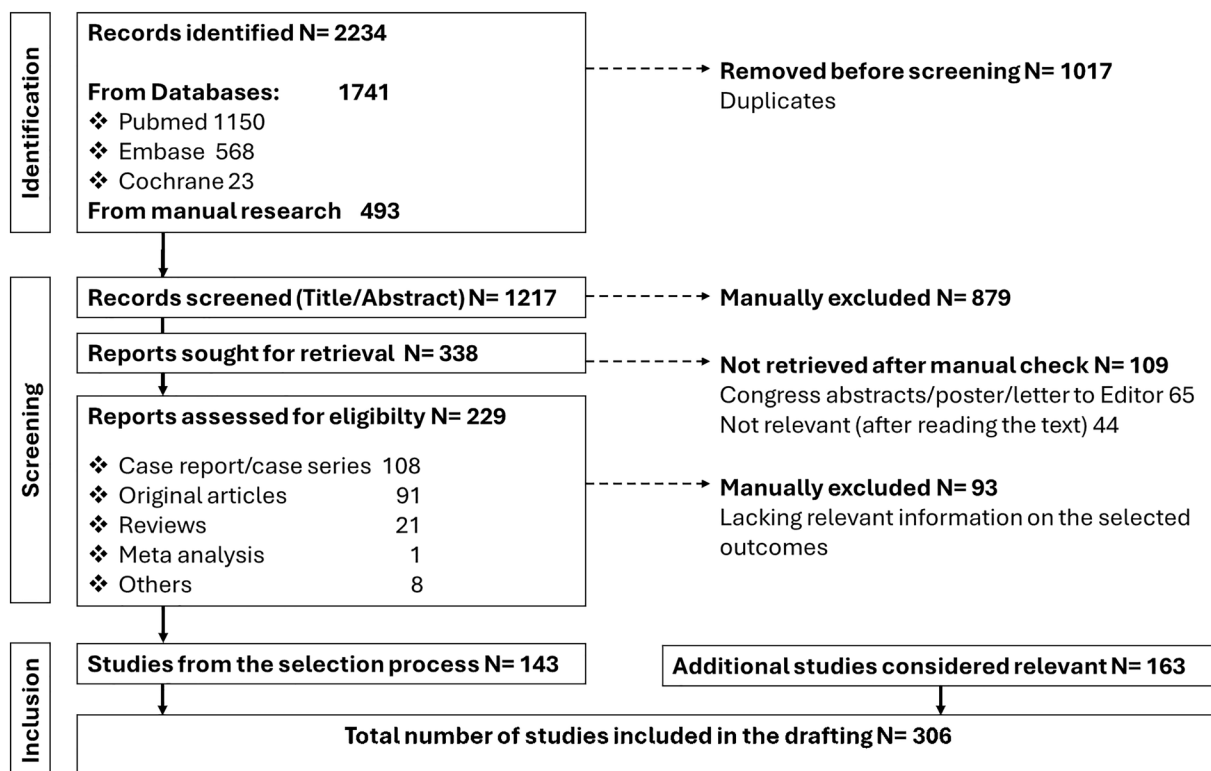 Identification
Records identified N= 2234
From Databases: 1741
❖ Pubmed 1150
❖ Embase 568
❖ Cochrane 23
From manual research 493
Removed before screening N= 1017
Duplicates
Screening
Records screened (Title/Abstract) N= 1217
Manually excluded N= 879
Reports sought for retrieval N= 338
Not retrieved after manual check N= 109
Congress abstracts/poster/letter to Editor 65
Not relevant (after reading the text) 44
Reports assessed for eligibilty N= 229
❖ Case report/case series 108
❖ Original articles 91
❖ Reviews 21
❖ Meta analysis 1
❖ Others 8
Manually excluded N= 93
Lacking relevant information on the selected
outcomes
Inclusion
Studies from the selection process N= 143
Additional studies considered relevant N= 163
Total number of studies included in the drafting N= 306